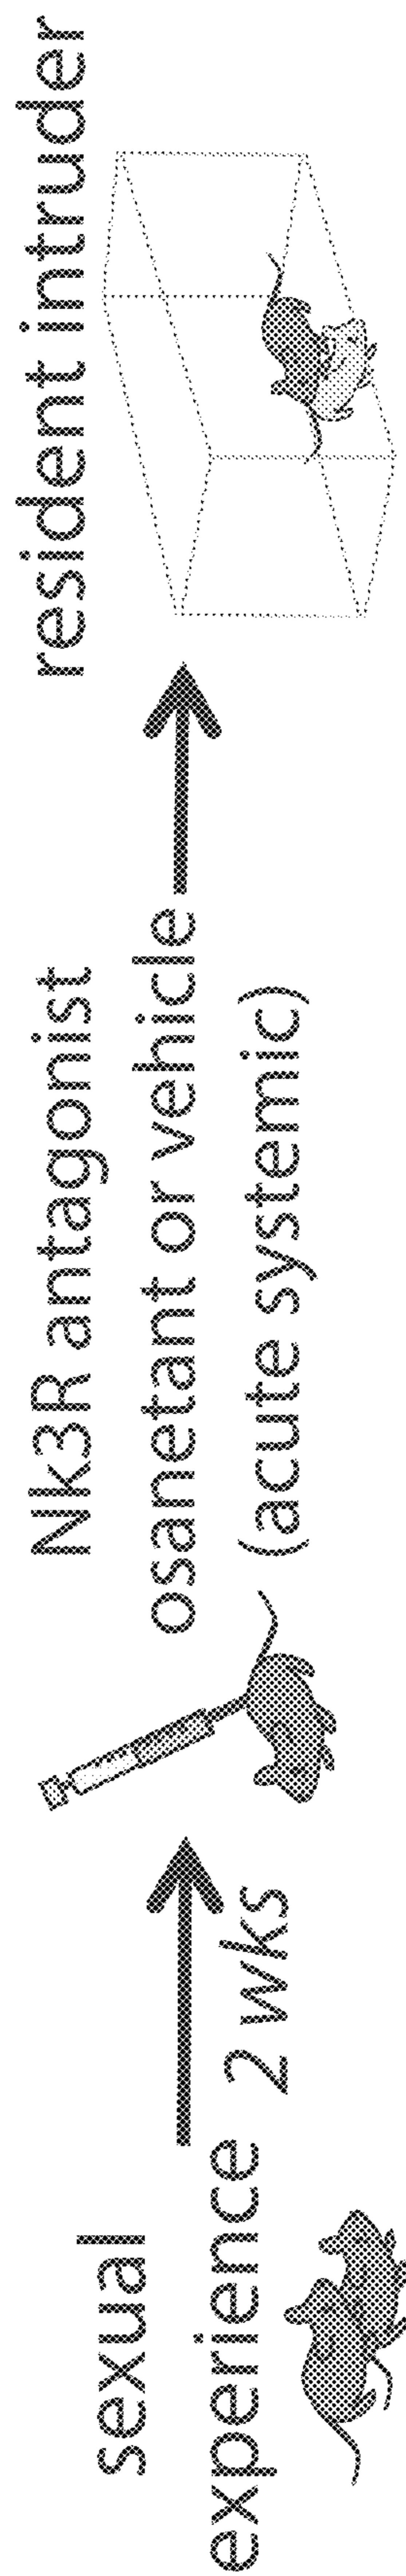 sexual
experience
2 wks
Nk3R antagonist
osanetant or vehicle
(acute systemic)
resident intruder